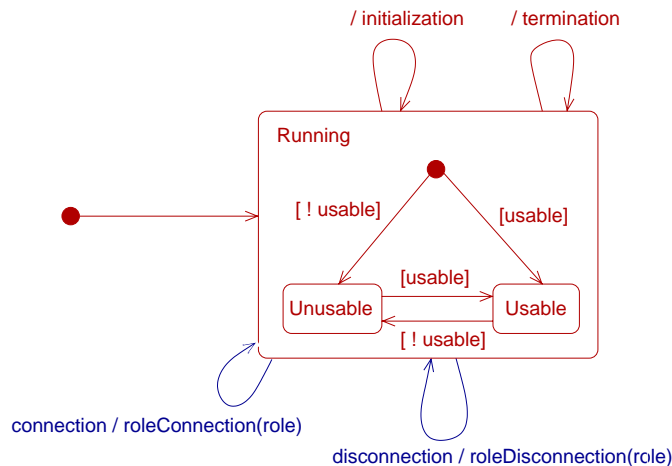 / initialization
/ termination
Running
[ ! usable]
[usable]
[usable]
Unusable
Usable
[ ! usable]
connection / roleConnection(role)
disconnection / roleDisconnection(role)